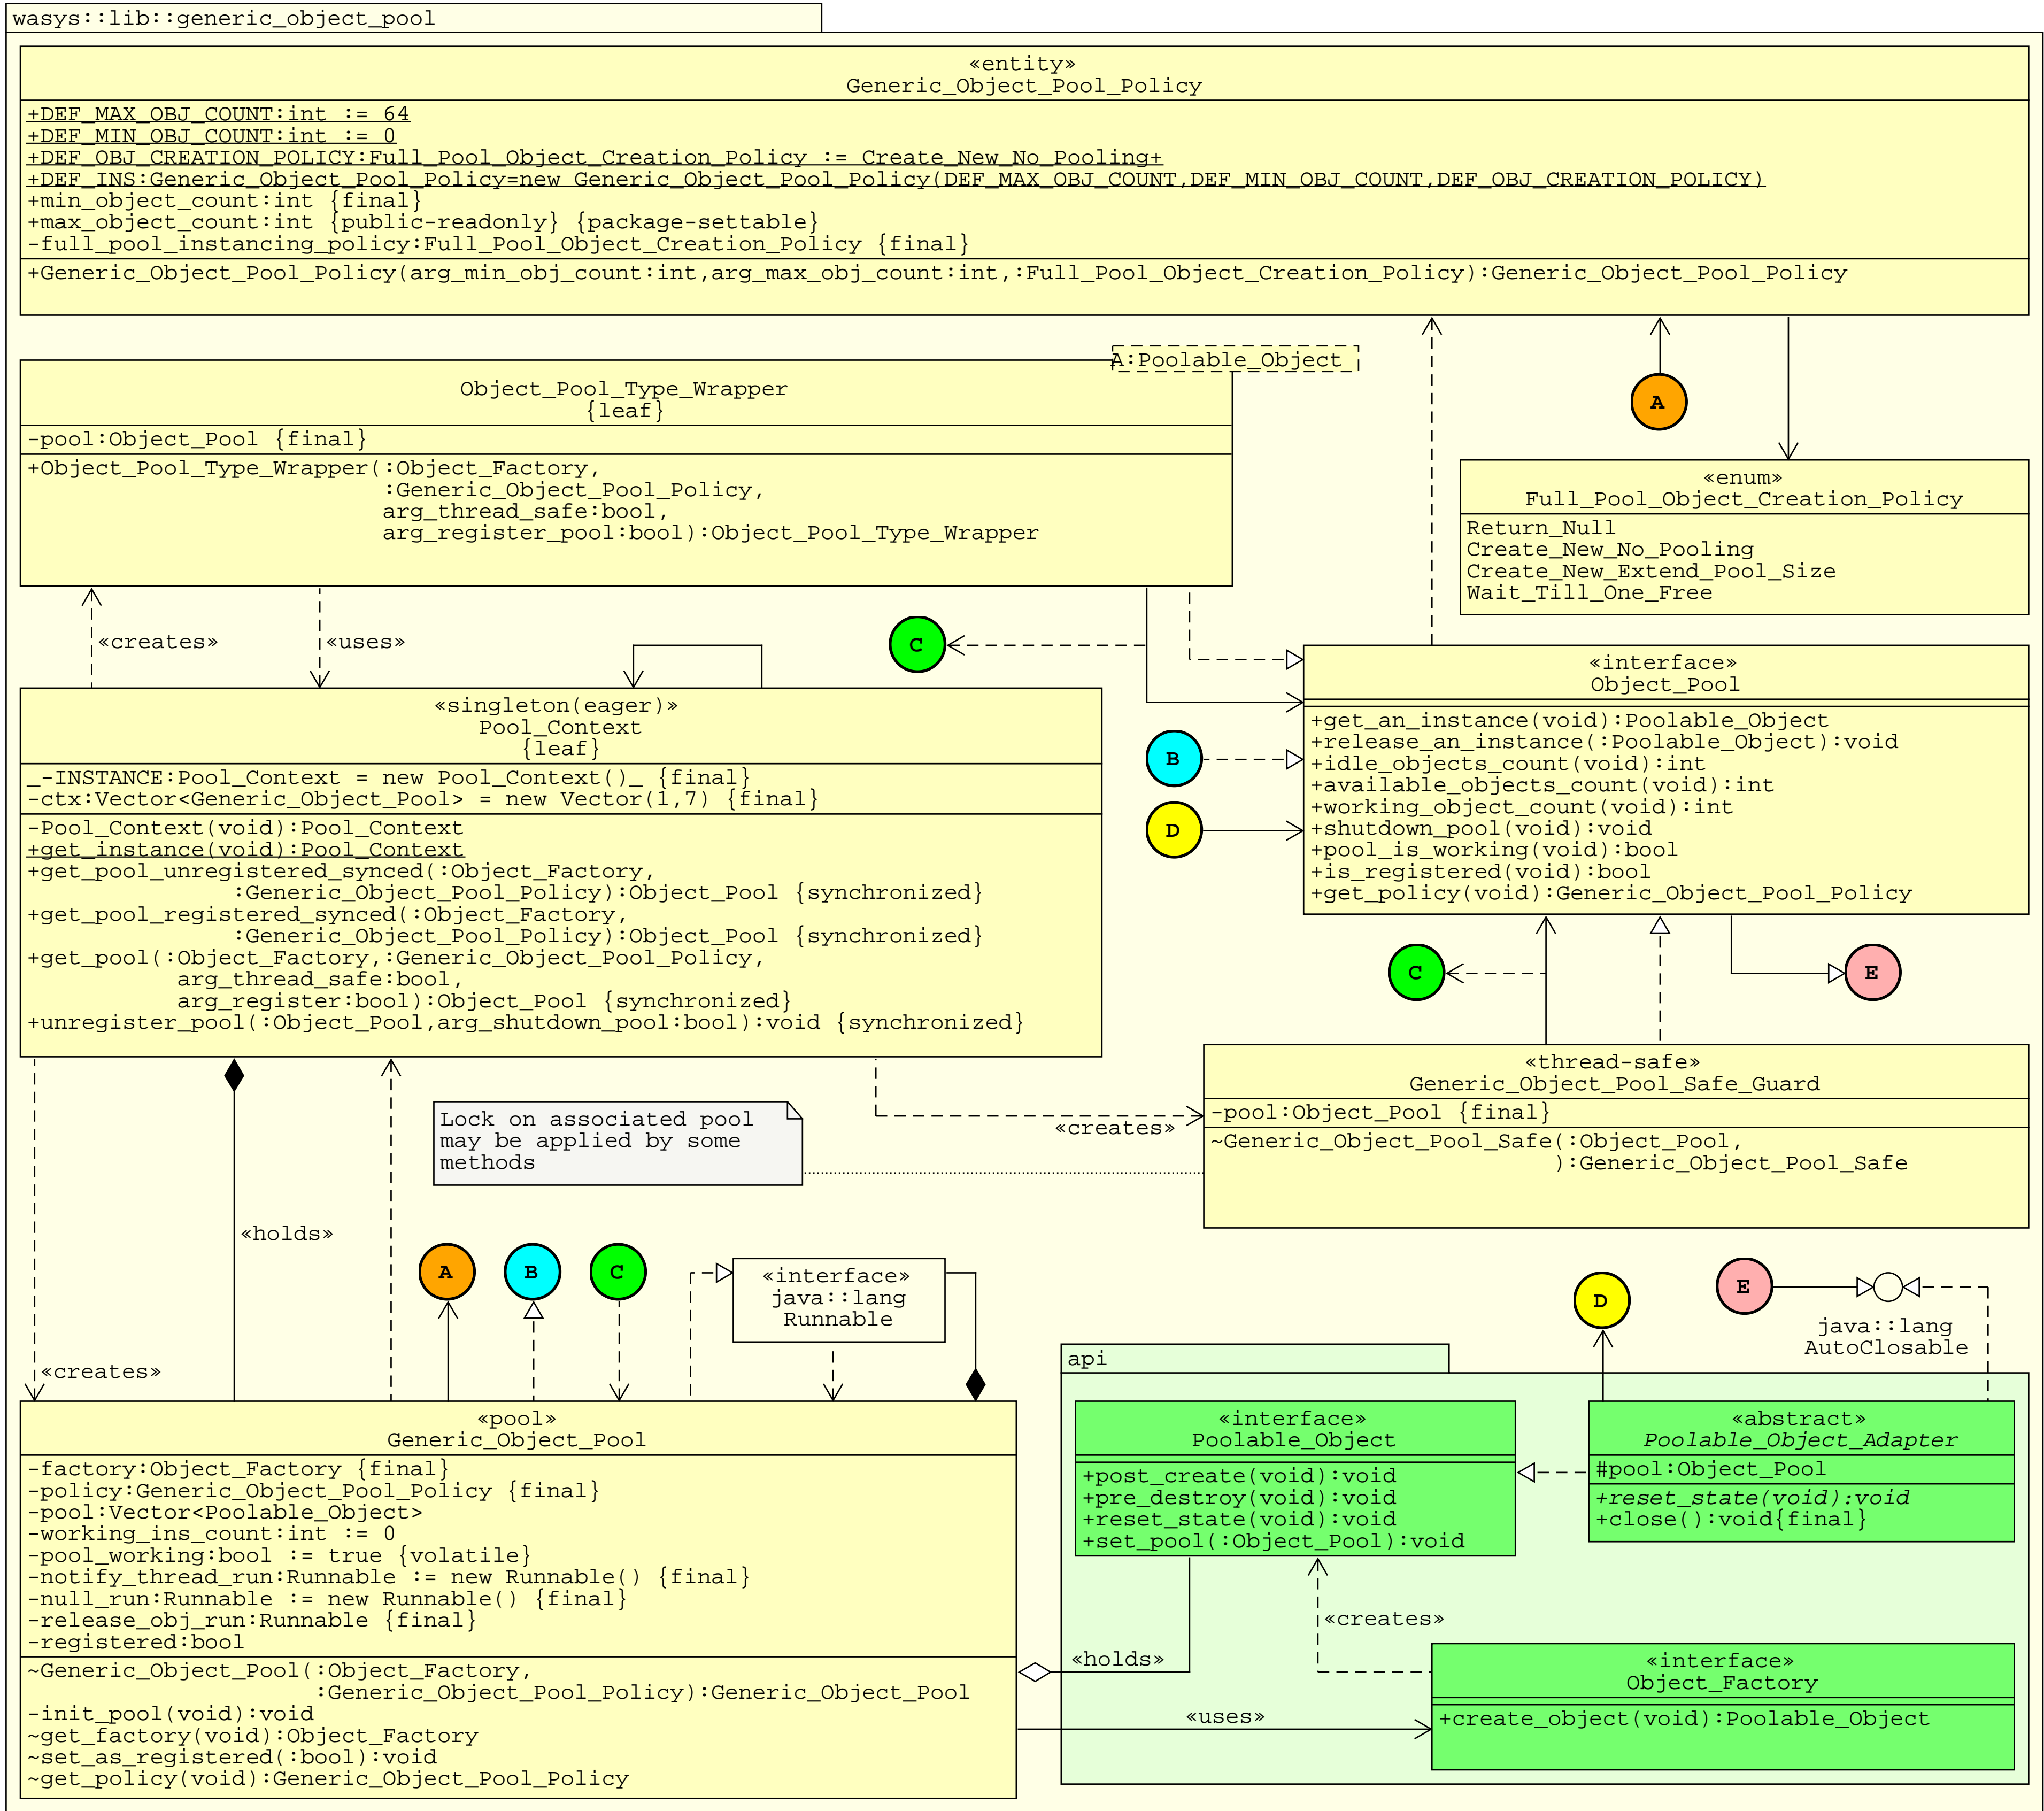 wasys::lib::generic_object_pool
«entity»
Generic_Object_Pool_Policy
+DEF_MAX_OBJ_COUNT:int := 64
+DEF_MIN_OBJ_COUNT:int := 0
+DEF_OBJ_CREATION_POLICY:Full_Pool_Object_Creation_Policy := Create_New_No_Pooling+
+DEF_INS:Generic_Object_Pool_Policy=new Generic_Object_Pool_Policy(DEF_MAX_OBJ_COUNT,DEF_MIN_OBJ_COUNT,DEF_OBJ_CREATION_POLICY)
+min_object_count:int {final}
+max_object_count:int {public-readonly} {package-settable}
-full_pool_instancing_policy:Full_Pool_Object_Creation_Policy {final}
+Generic_Object_Pool_Policy(arg_min_obj_count:int,arg_max_obj_count:int,:Full_Pool_Object_Creation_Policy):Generic_Object_Pool_Policy
A:Poolable_Object
Object_Pool_Type_Wrapper
{leaf}
-pool:Object_Pool {final}
+Object_Pool_Type_Wrapper(:Object_Factory,
:Generic_Object_Pool_Policy,
arg_thread_safe:bool,
arg_register_pool:bool):Object_Pool_Type_Wrapper
A
«enum»
Full_Pool_Object_Creation_Policy
Return_Null
Create_New_No_Pooling
Create_New_Extend_Pool_Size
Wait_Till_One_Free
«creates»
«uses»
C
«singleton(eager)»
Pool_Context
{leaf}
_-INSTANCE:Pool_Context = new Pool_Context()_ {final}
-ctx:Vector<Generic_Object_Pool> = new Vector(1,7) {final}
-Pool_Context(void):Pool_Context
+get_instance(void):Pool_Context
+get_pool_unregistered_synced(:Object_Factory,
:Generic_Object_Pool_Policy):Object_Pool {synchronized}
+get_pool_registered_synced(:Object_Factory,
:Generic_Object_Pool_Policy):Object_Pool {synchronized}
+get_pool(:Object_Factory,:Generic_Object_Pool_Policy,
arg_thread_safe:bool,
arg_register:bool):Object_Pool {synchronized}
+unregister_pool(:Object_Pool,arg_shutdown_pool:bool):void {synchronized}
B
D
«interface»
Object_Pool
+get_an_instance(void):Poolable_Object
+release_an_instance(:Poolable_Object):void
+idle_objects_count(void):int
+available_objects_count(void):int
+working_object_count(void):int
+shutdown_pool(void):void
+pool_is_working(void):bool
+is_registered(void):bool
+get_policy(void):Generic_Object_Pool_Policy
C
E
«thread-safe»
Generic_Object_Pool_Safe_Guard
-pool:Object_Pool {final}
~Generic_Object_Pool_Safe(:Object_Pool,
):Generic_Object_Pool_Safe
«creates»
Lock on associated pool
may be applied by some
methods
«holds»
«creates»
A
B
C
«interface»
java::lang
Runnable
D
E
java::lang
AutoClosable
«pool»
Generic_Object_Pool
-factory:Object_Factory {final}
-policy:Generic_Object_Pool_Policy {final}
-pool:Vector<Poolable_Object>
-working_ins_count:int := 0
-pool_working:bool := true {volatile}
-notify_thread_run:Runnable := new Runnable() {final}
-null_run:Runnable := new Runnable() {final}
-release_obj_run:Runnable {final}
-registered:bool
~Generic_Object_Pool(:Object_Factory,
:Generic_Object_Pool_Policy):Generic_Object_Pool
-init_pool(void):void
~get_factory(void):Object_Factory
~set_as_registered(:bool):void
~get_policy(void):Generic_Object_Pool_Policy
api
«interface»
Poolable_Object
+post_create(void):void
+pre_destroy(void):void
+reset_state(void):void
+set_pool(:Object_Pool):void
«abstract»
Poolable_Object_Adapter
#pool:Object_Pool
+reset_state(void):void
+close():void{final}
«creates»
«holds»
«uses»
«interface»
Object_Factory
+create_object(void):Poolable_Object